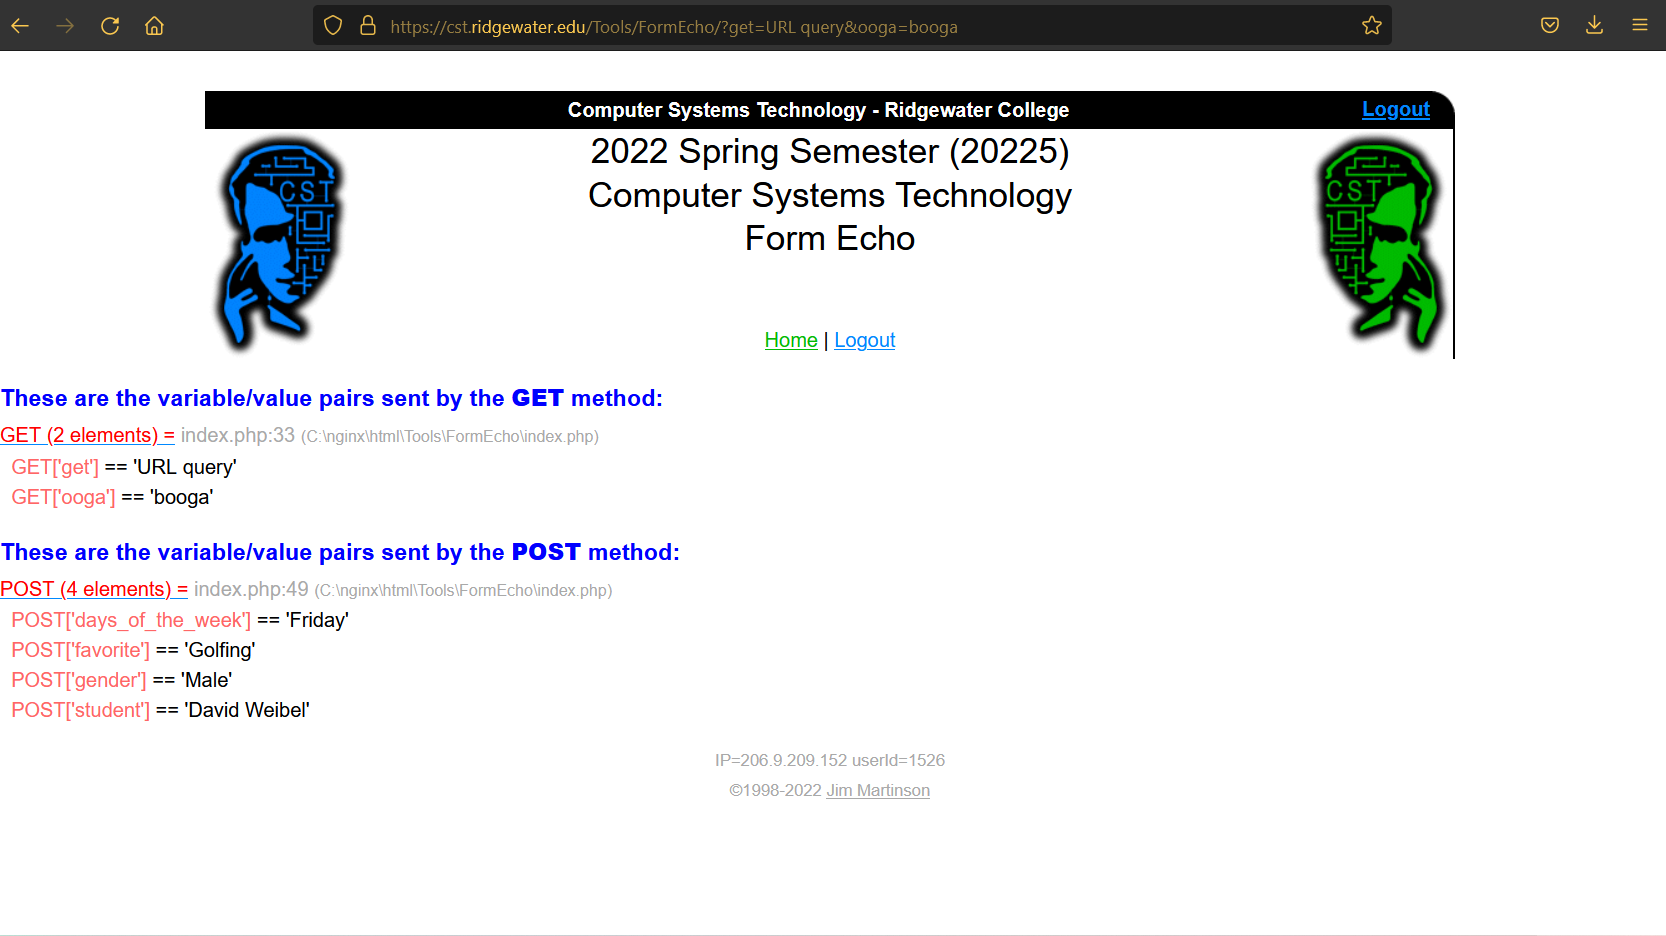 https://cst.ridgewater.edu/Tools/FormEcho/?get=URL query&ooga=booga
Computer Systems Technology - Ridgewater College
Logout
2022 Spring Semester (20225)
Computer Systems Technology
Form Echo
CST
CST
Home | Logout
These are the variable/value pairs sent by the GET method:
GET (2 elements) = index.php:33 (C:\nginx\html\Tools\FormEcho\index.php)
GET['get'] == 'URL query'
GET['ooga'] == 'booga'
These are the variable/value pairs sent by the POST method:
POST (4 elements) = index.php:49 (C:\nginx\html\Tools\FormEcho\index.php)
POST['days_of_the_week'] == 'Friday'
POST['favorite'] == 'Golfing'
POST['gender'] == 'Male'
POST['student'] == 'David Weibel'
IP=206.9.209.152 userId=1526
©1998-2022 Jim Martinson